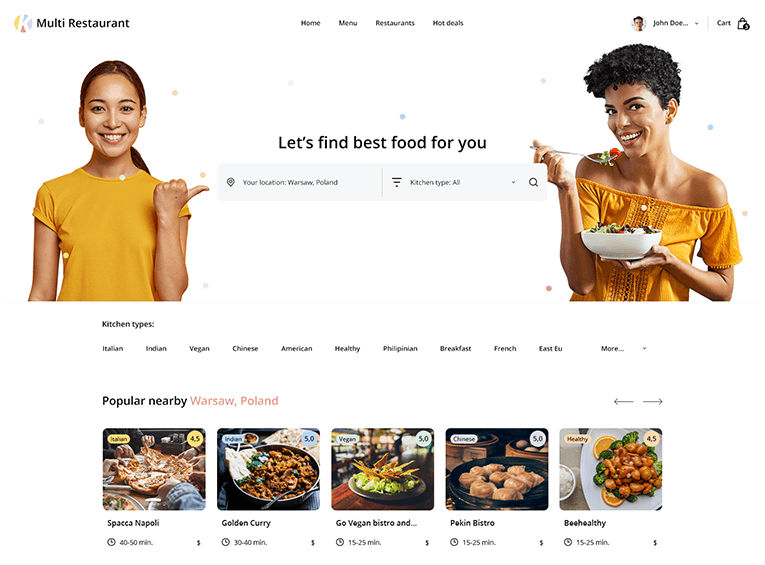 Multi Restaurant
Home Menu Restaurants Hot deals
John Doe... Cart 3
Let's find best food for you
Your location: Warsaw, Poland Kitchen type: All
Kitchen types:
Italian Indian Vegan Chinese American Healthy Philipinian Breakfast French East Eu More...
Popular nearby Warsaw, Poland
Italian 4,5 Indian 5,0 Vegan 5,0 Chinese 5,0 Healthy 4,5
Spacca Napoli Golden Curry Go Vegan bistro and... Pekin Bistro Beehealthy
40-50 min. $ 30-40 min. $ 15-25 min. $ 15-25 min. $ 15-25 min. $